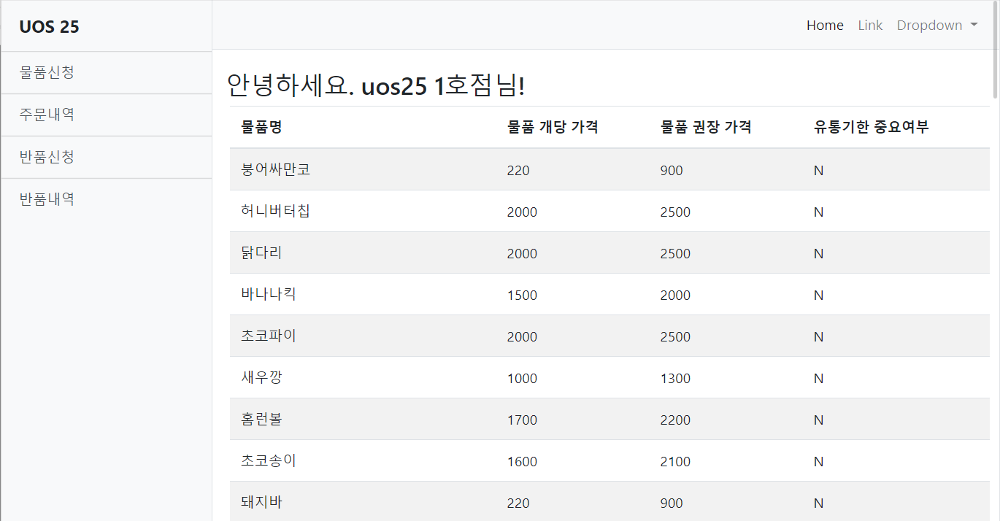 UOS 25
Home Link Dropdown
물품신청
주문내역
반품신청
반품내역
안녕하세요. uos25 1호점님!
물품명 물품 개당 가격 물품 권장 가격 유통기한 중요여부
붕어싸만코 220 900 N
허니버터칩 2000 2500 N
닭다리 2000 2500 N
바나나킥 1500 2000 N
초코파이 2000 2500 N
새우깡 1000 1300 N
홈런볼 1700 2200 N
초코송이 1600 2100 N
돼지바 220 900 N